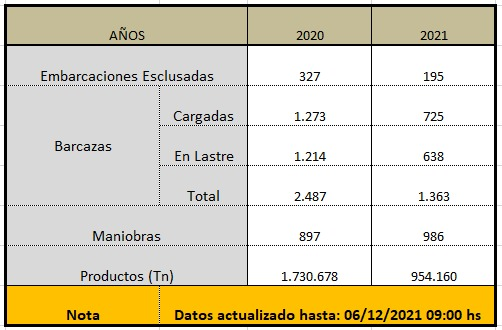 AÑOS 2020 2021
Embarcaciones Esclusadas 327 195
Barcazas
Cargadas 1.273 725
En Lastre 1.214 638
Total 2.487 1.363
Maniobras 897 986
Productos (Tn) 1.730.678 954.160
Nota Datos actualizado hasta: 06/12/2021 09:00 hs